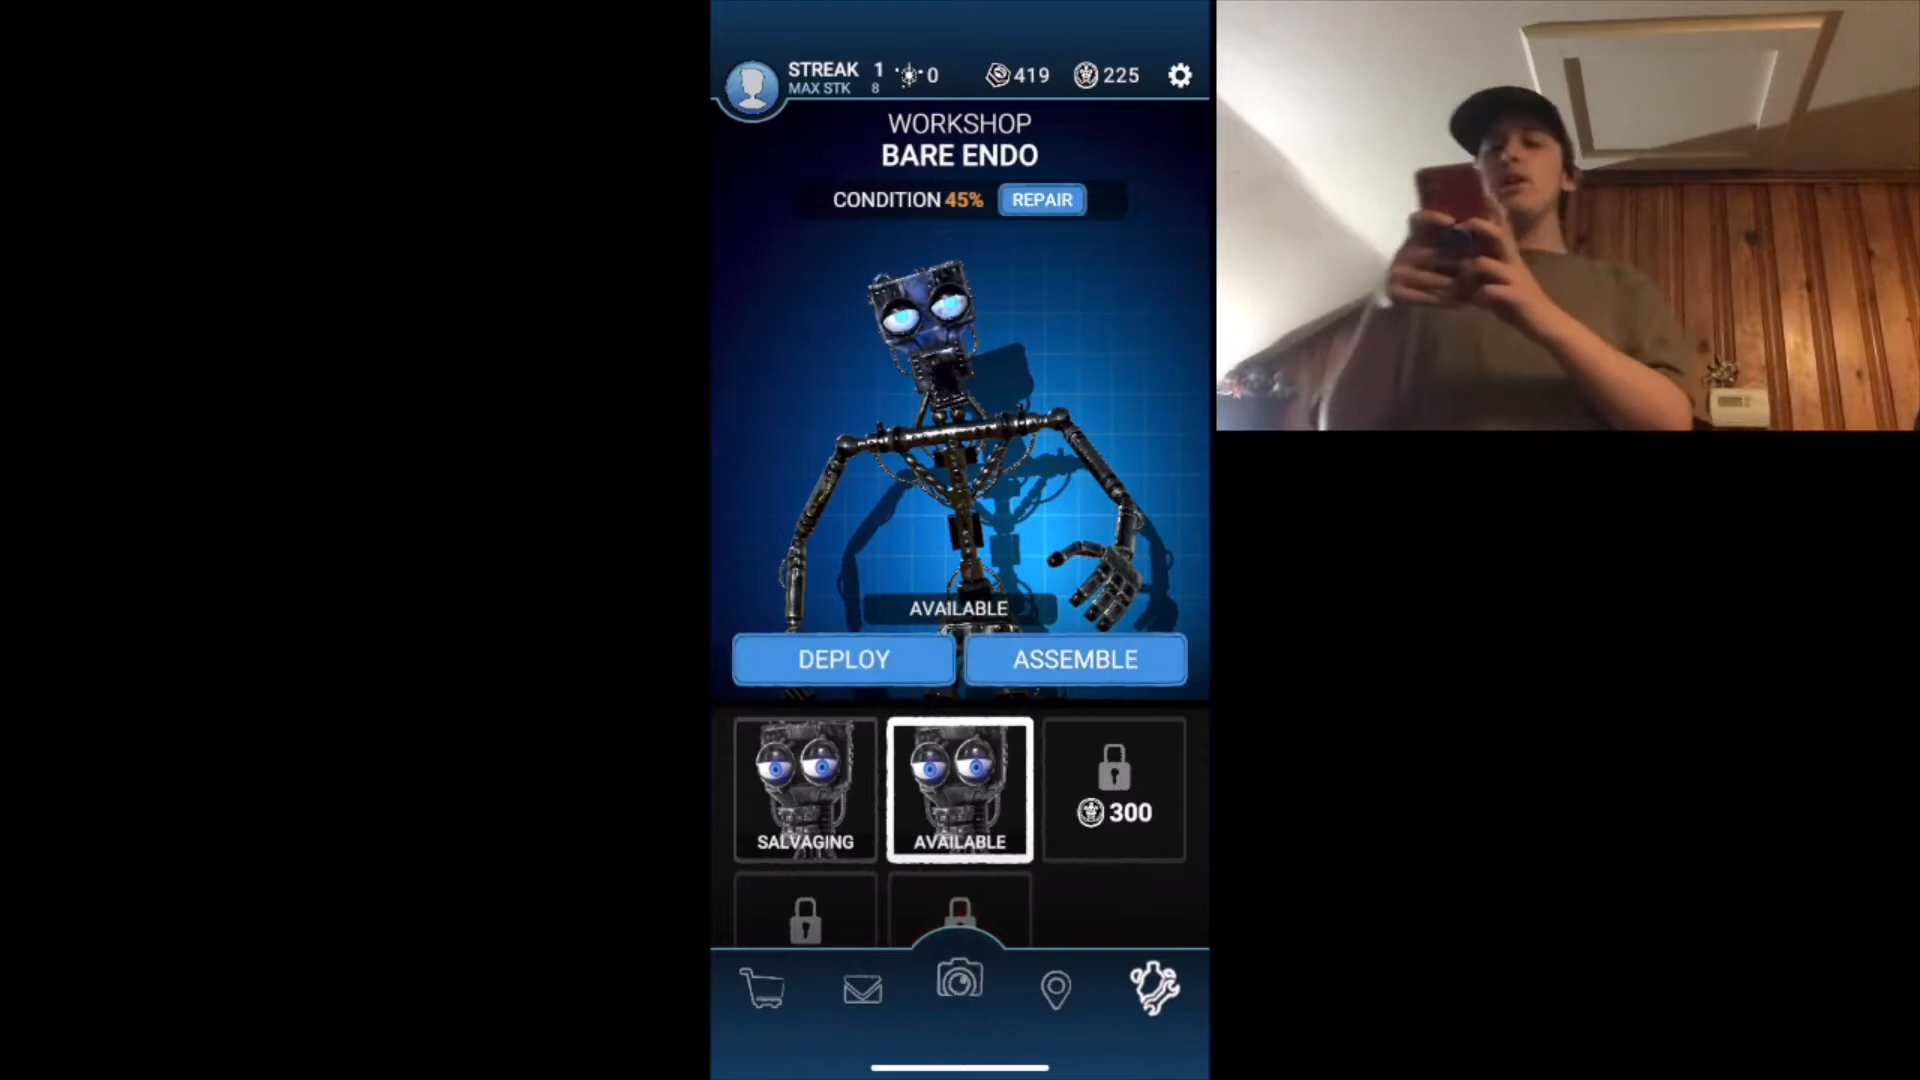 STREAK 1
MAX STK 8
0
419
225
WORKSHOP
BARE ENDO
CONDITION 45%
REPAIR
AVAILABLE
DEPLOY
ASSEMBLE
SALVAGING
AVAILABLE
300